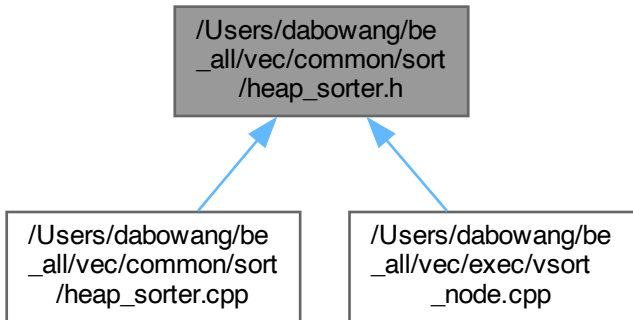 /Users/dabowang/be
_all/vec/common/sort
/heap_sorter.h
/Users/dabowang/be
_all/vec/common/sort
/heap_sorter.cpp
/Users/dabowang/be
_all/vec/exec/vsort
_node.cpp